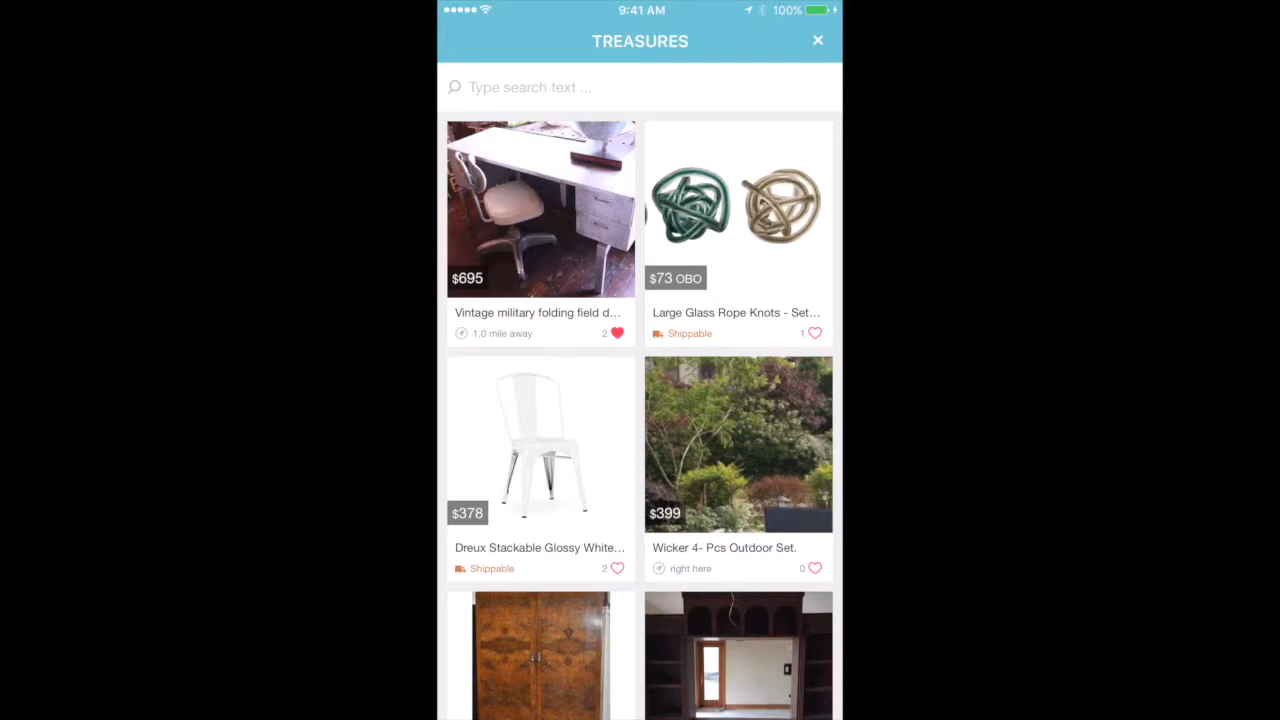 9:41 AM
100%
TREASURES
Type search text ...
$695
$73 OBO
Vintage military folding field d...
Large Glass Rope Knots - Set...
1.0 mile away
2
Shippable
1
$378
$399
Dreux Stackable Glossy White...
Wicker 4- Pcs Outdoor Set.
Shippable
2
right here
0